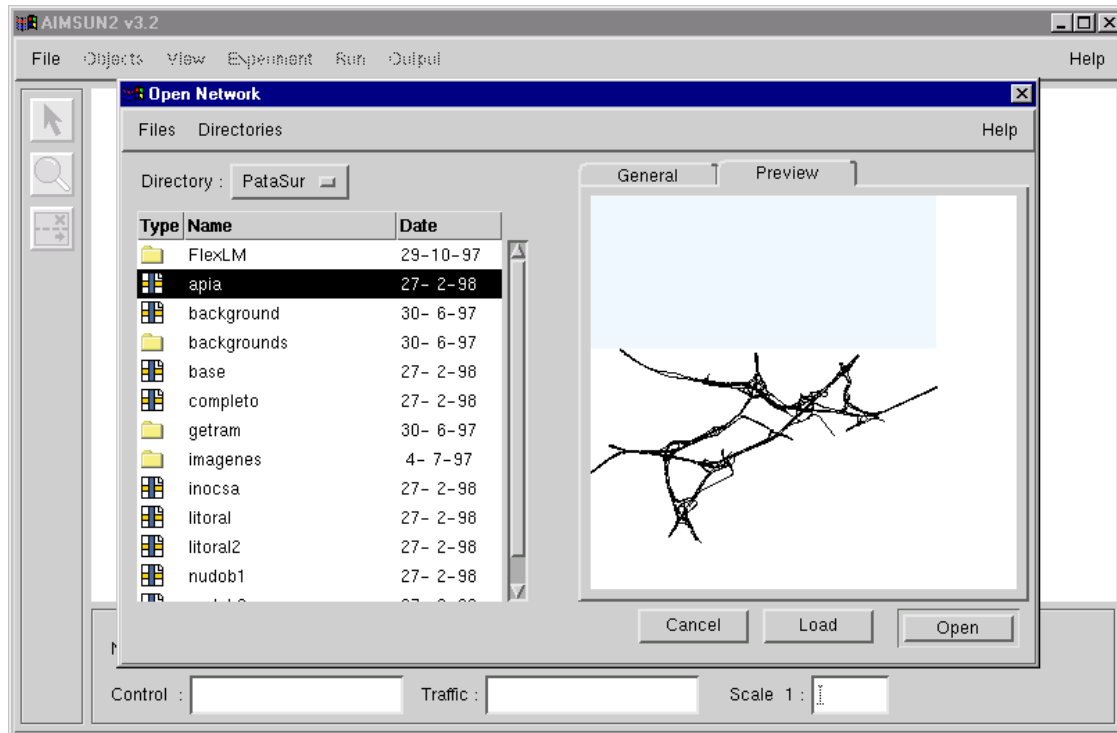 AIMSUN2 v3.2
File Objects View Experiment Run Output Help
Open Network
Files Directories Help
Directory : PataSur
General Preview
Type Name Date
FlexLM 29-10-97
apia 27- 2-98
background 30- 6-97
backgrounds 30- 6-97
base 27- 2-98
completo 27- 2-98
getram 30- 6-97
imagenes 4- 7-97
inocsa 27- 2-98
litoral 27- 2-98
litoral2 27- 2-98
nudob1 27- 2-98
Cancel Load Open
Control : Traffic : Scale 1 :